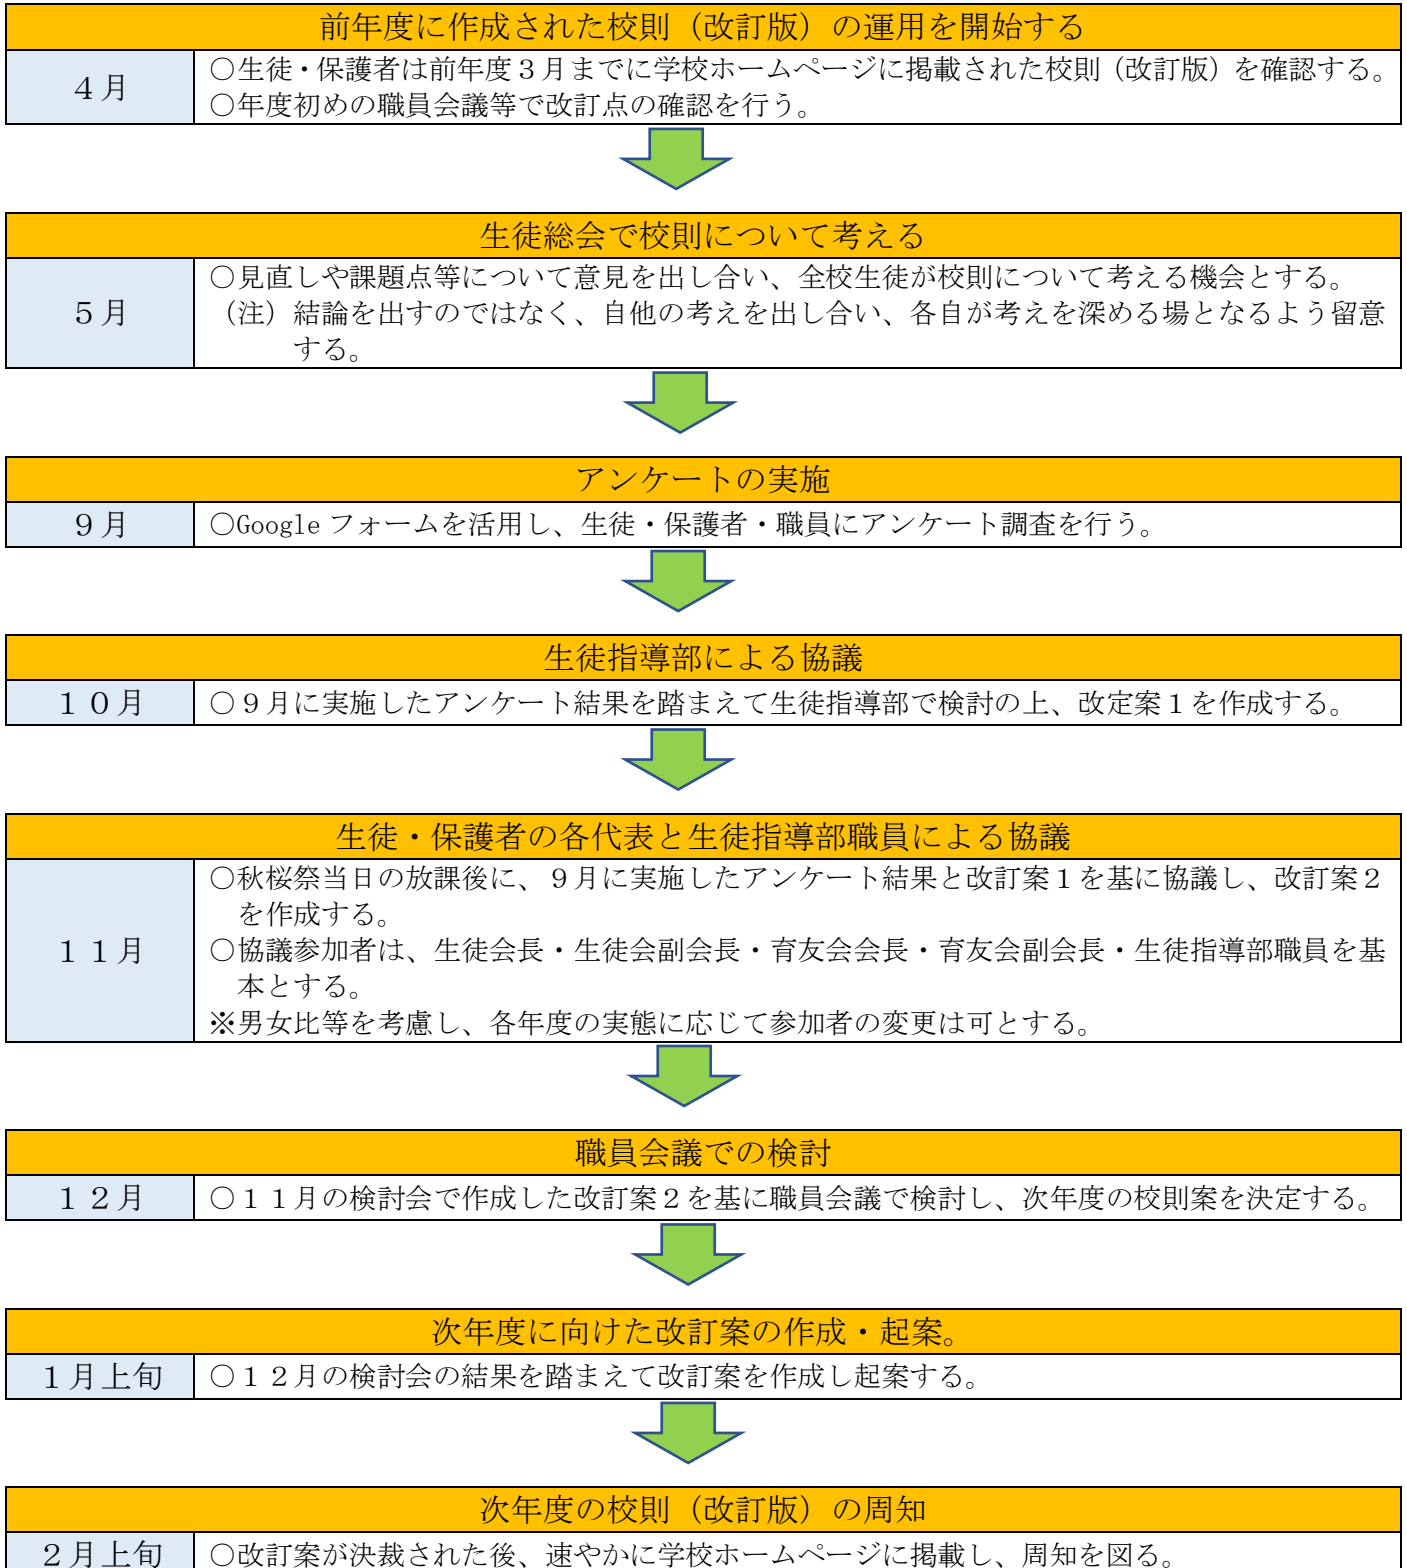 前年度に作成された校則（改訂版）の運用を開始する
４月
○生徒・保護者は前年度３月までに学校ホームページに掲載された校則（改訂版）を確認する。
○年度初めの職員会議等で改訂点の確認を行う。
生徒総会で校則について考える
５月
○見直しや課題点等について意見を出し合い、全校生徒が校則について考える機会とする。
（注）結論を出すのではなく、自他の考えを出し合い、各自が考えを深める場となるよう留意
する。
アンケートの実施
９月
○Google フォームを活用し、生徒・保護者・職員にアンケート調査を行う。
生徒指導部による協議
１０月
○９月に実施したアンケート結果を踏まえて生徒指導部で検討の上、改定案１を作成する。
生徒・保護者の各代表と生徒指導部職員による協議
１１月
○秋桜祭当日の放課後に、９月に実施したアンケート結果と改訂案１を基に協議し、改訂案２
を作成する。
○協議参加者は、生徒会長・生徒会副会長・育友会会長・育友会副会長・生徒指導部職員を基
本とする。
※男女比等を考慮し、各年度の実態に応じて参加者の変更は可とする。
職員会議での検討
１２月
○１１月の検討会で作成した改訂案２を基に職員会議で検討し、次年度の校則案を決定する。
次年度に向けた改訂案の作成・起案。
１月上旬
○１２月の検討会の結果を踏まえて改訂案を作成し起案する。
次年度の校則（改訂版）の周知
２月上旬
○改訂案が決裁された後、速やかに学校ホームページに掲載し、周知を図る。